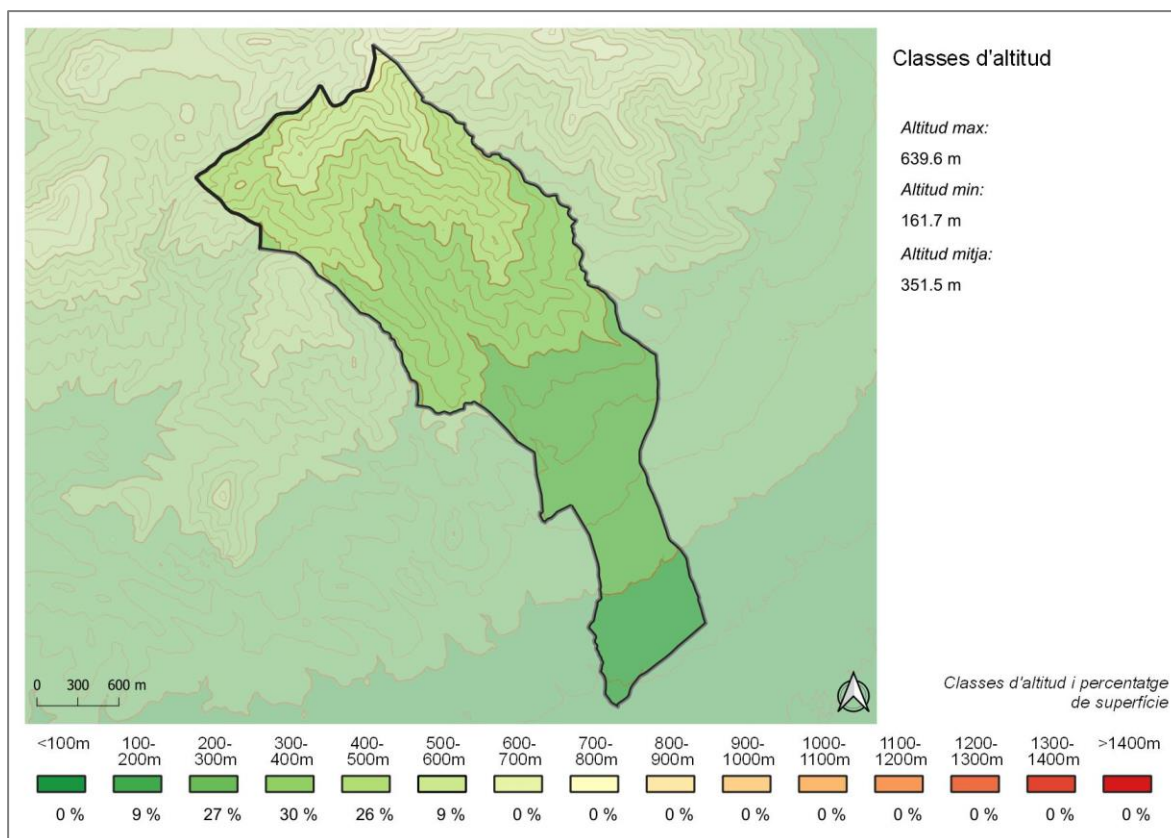 Classes d'altitud
Altitud max:
639.6 m
Altitud min:
161.7 m
Altitud mitja:
351.5 m
0 300 600 m
Classes d'altitud i percentatge
de superfície
<100m 100-200m 200-300m 300-400m 400-500m 500-600m 600-700m 700-800m 800-900m 900-1000m 1000-1100m 1100-1200m 1200-1300m 1300-1400m >1400m
0 % 9 % 27 % 30 % 26 % 9 % 0 % 0 % 0 % 0 % 0 % 0 % 0 % 0 % 0 %